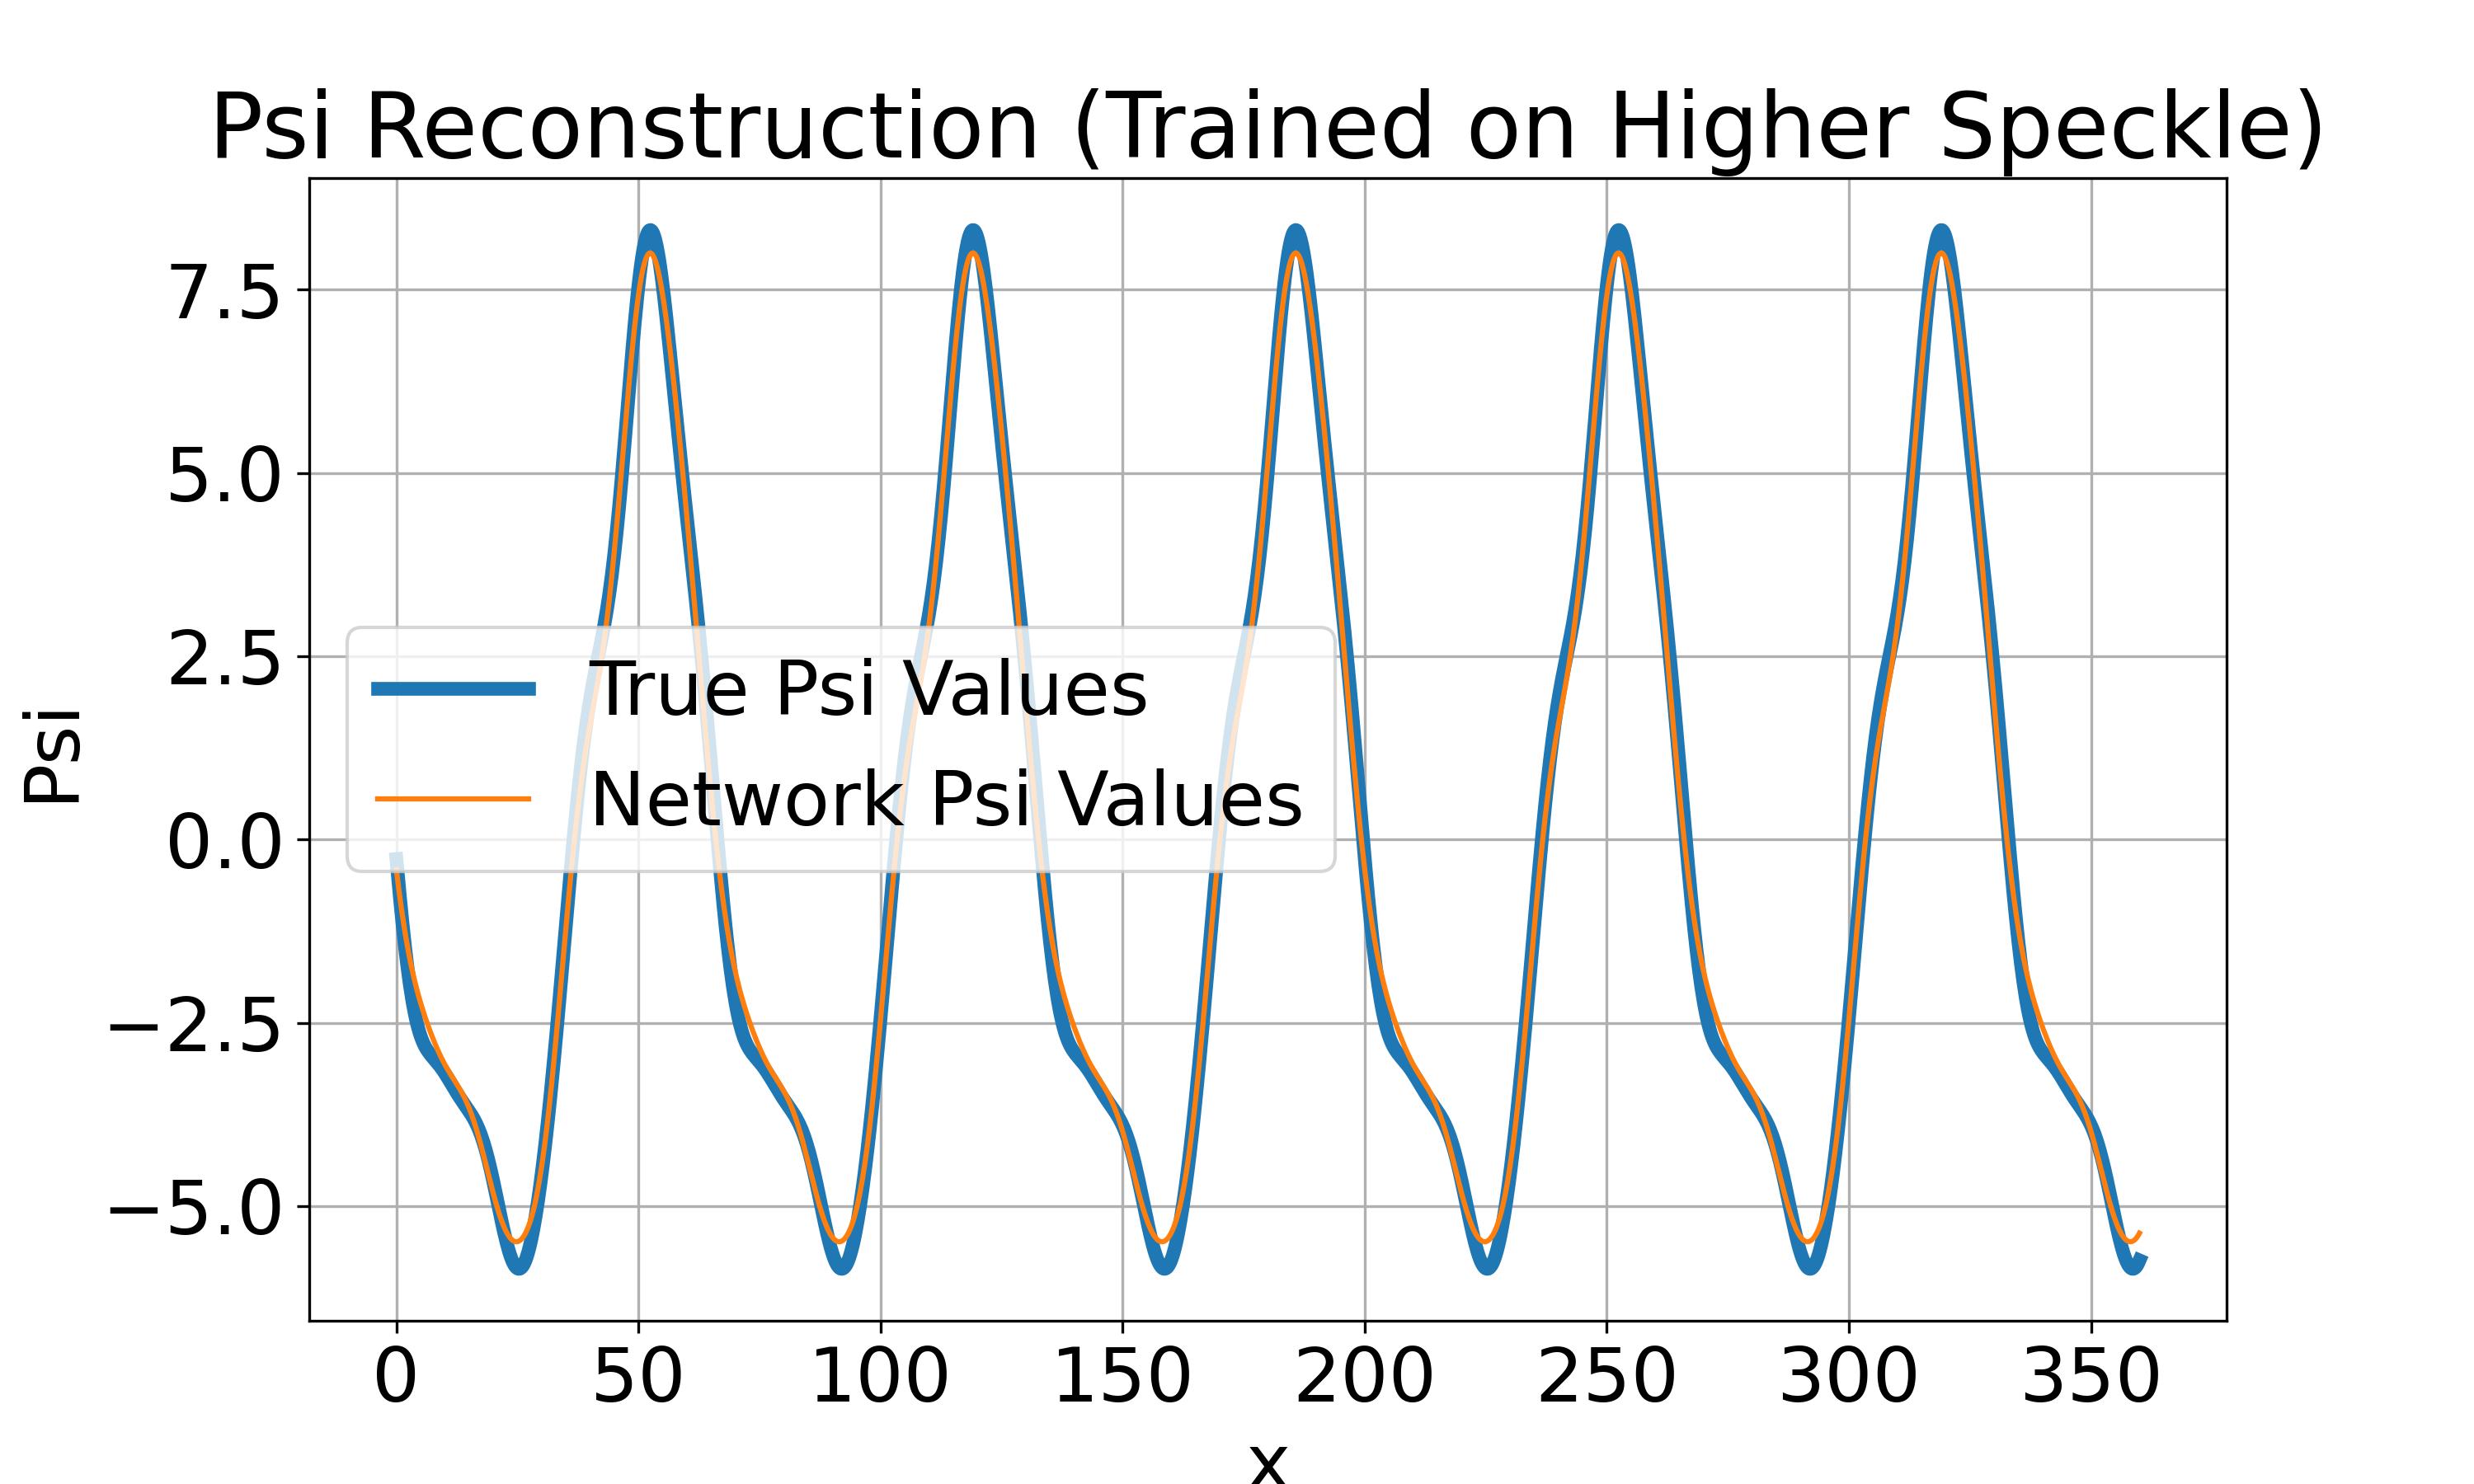 Psi Reconstruction (Trained on Higher Speckle)
7.5
5.0
2.5
0.0
−2.5
−5.0
Psi
True Psi Values
Network Psi Values
0 50 100 150 200 250 300 350
x